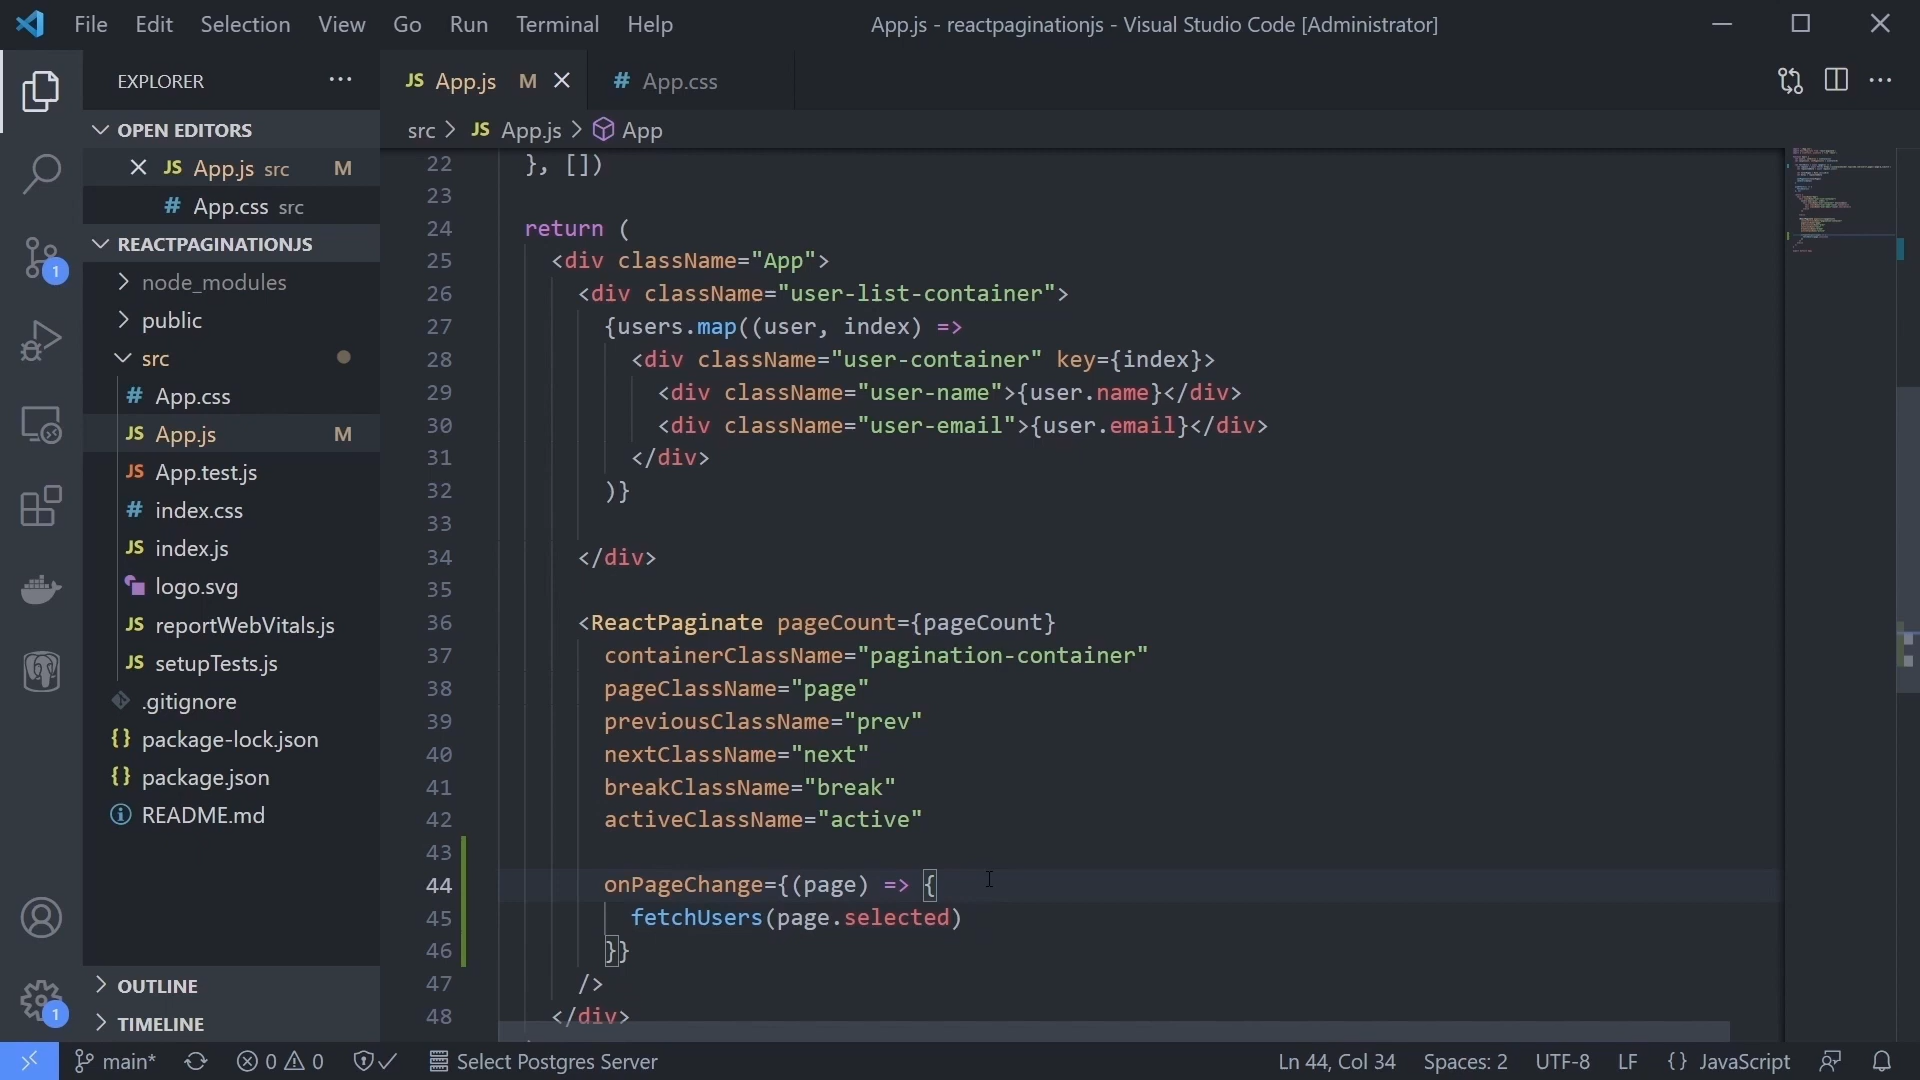 File Edit Selection View Go Run Terminal Help
App.js - reactpaginationjs - Visual Studio Code [Administrator]
EXPLORER
JS App.js M
# App.css
OPEN EDITORS
src > JS App.js > App
JS App.js src M
# App.css src
REACTPAGINATIONJS
node_modules
public
src
# App.css
JS App.js M
JS App.test.js
# index.css
JS index.js
logo.svg
JS reportWebVitals.js
JS setupTests.js
.gitignore
{} package-lock.json
{} package.json
README.md
OUTLINE
TIMELINE
1
1
22 }, [])
23
24 return (
25 <div className="App">
26 <div className="user-list-container">
27 {users.map((user, index) =>
28 <div className="user-container" key={index}>
29 <div className="user-name">{user.name}</div>
30 <div className="user-email">{user.email}</div>
31 </div>
32 )}
33
34 </div>
35
36 <ReactPaginate pageCount={pageCount}
37 containerClassName="pagination-container"
38 pageClassName="page"
39 previousClassName="prev"
40 nextClassName="next"
41 breakClassName="break"
42 activeClassName="active"
43
44 onPageChange={(page) => {
45 fetchUsers(page.selected)
46 }}
47 />
48 </div>
main* 0 0 Select Postgres Server
Ln 44, Col 34 Spaces: 2 UTF-8 LF {} JavaScript